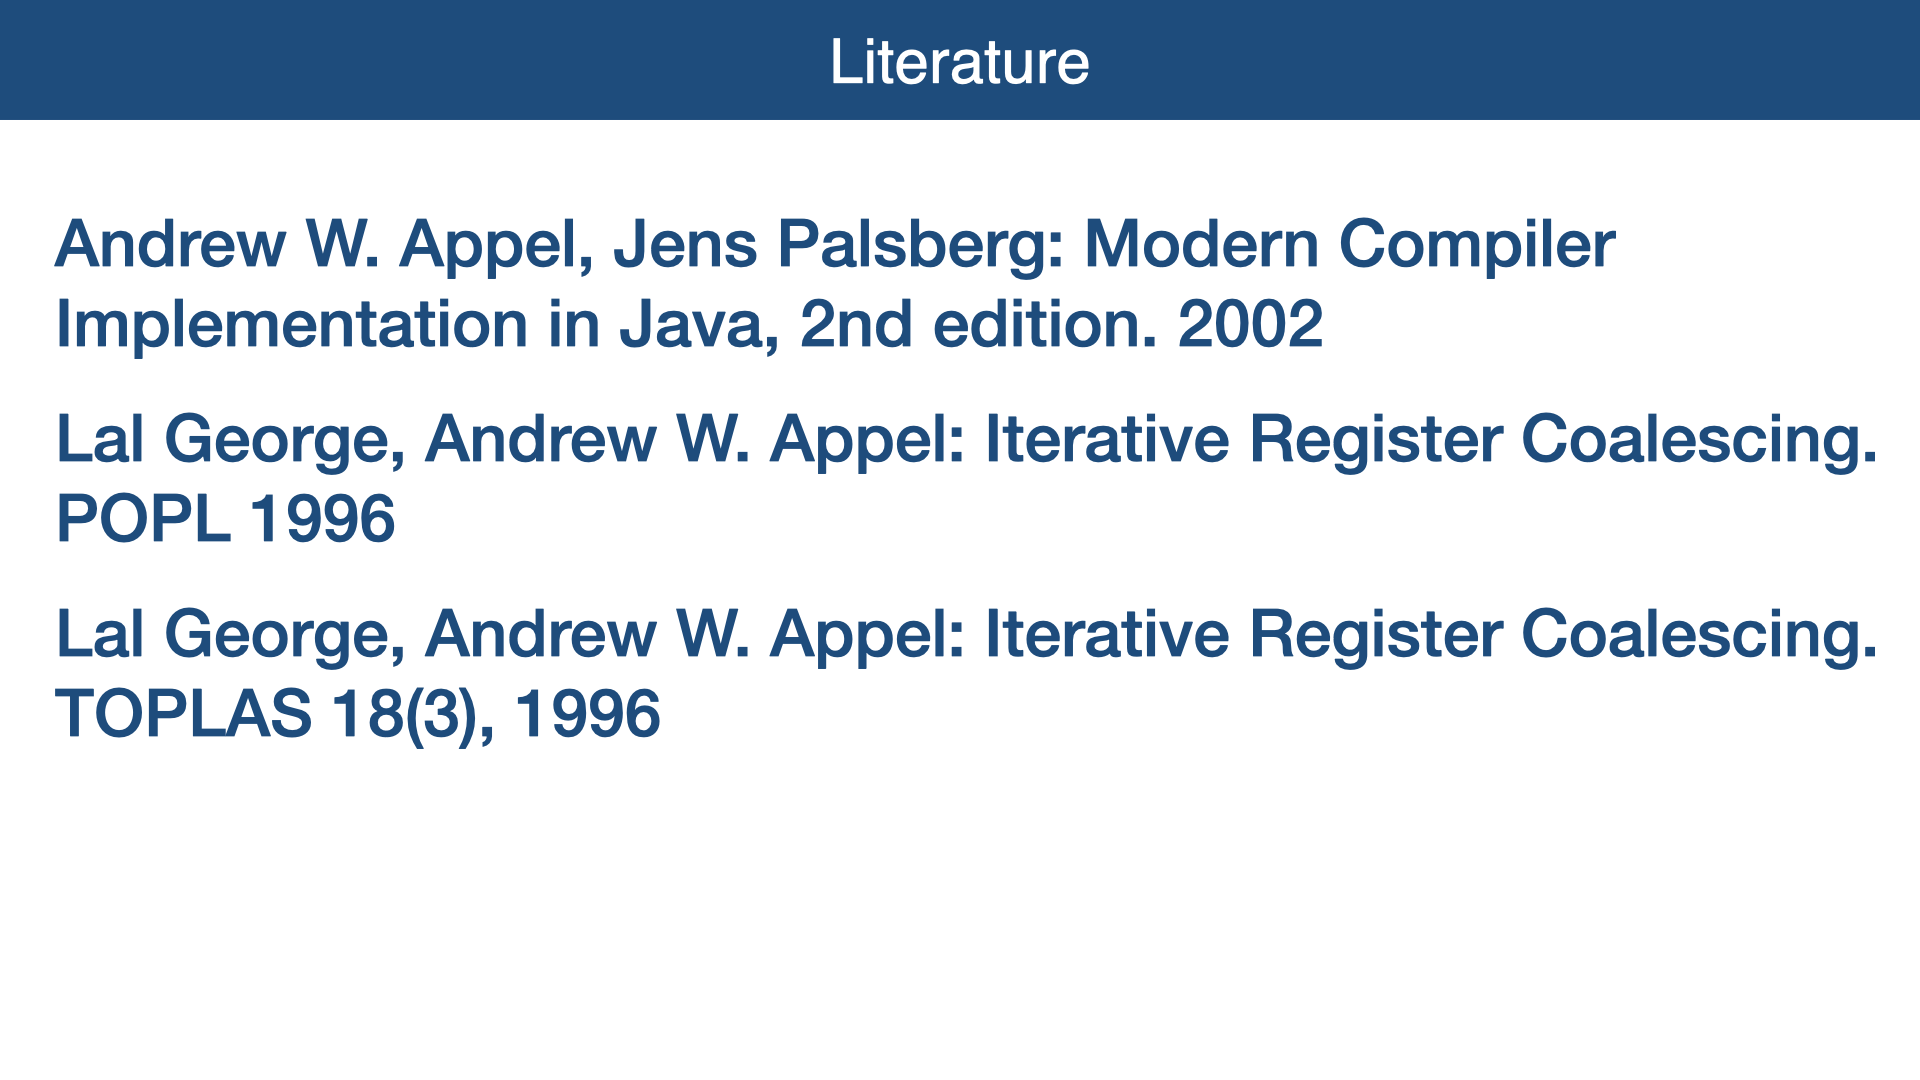 Literature
Andrew W. Appel, Jens Palsberg: Modern Compiler
Implementation in Java, 2nd edition. 2002
Lal George, Andrew W. Appel: Iterative Register Coalescing.
POPL 1996
Lal George, Andrew W. Appel: Iterative Register Coalescing.
TOPLAS 18(3), 1996